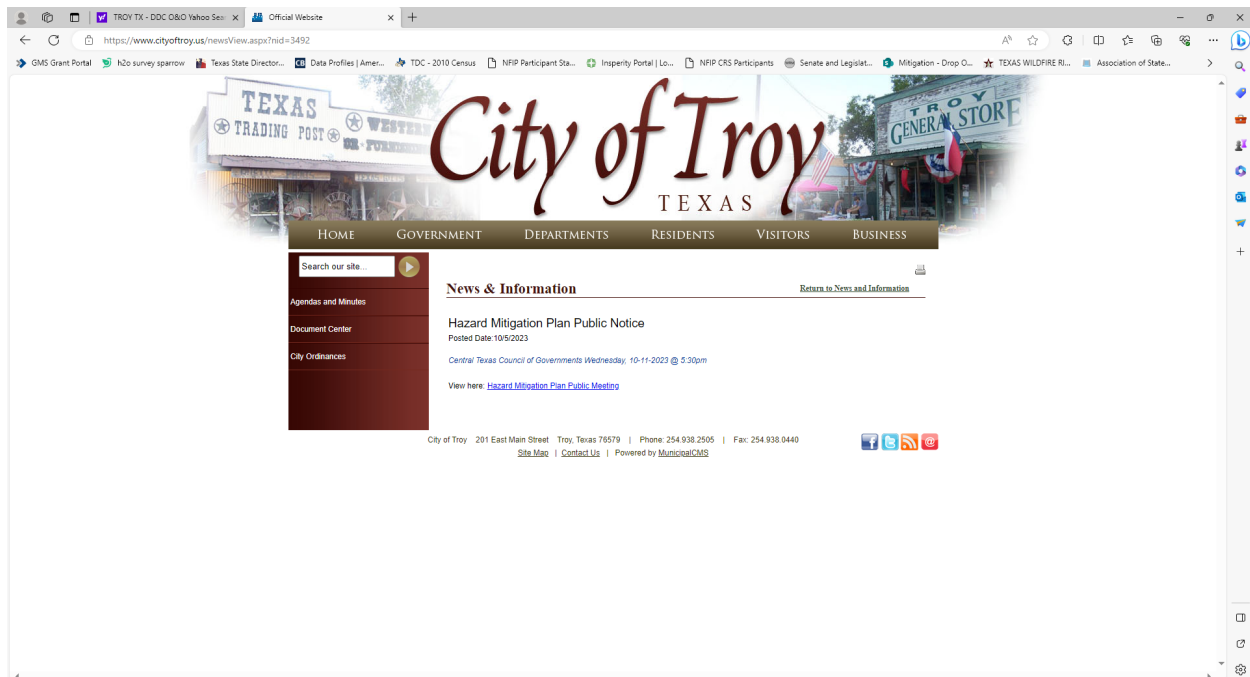 TROY TX - DDC O&O Yahoo Sear
Official Website
https://www.cityoftroy.us/newsView.aspx?nid=3492
GMS Grant Portal
h2o survey sparrow
Texas State Director...
Data Profiles | Amer...
TDC - 2010 Census
NFIP Participant Sta...
Insperity Portal | Lo...
NFIP CRS Participants
Senate and Legislat...
Mitigation - Drop O...
TEXAS WILDFIRE RI...
Association of State...
TEXAS
TRADING POST
WESTERN
City of Troy
TEXAS
TROY
GENERAL STORE
HOME GOVERNMENT DEPARTMENTS RESIDENTS VISITORS BUSINESS
Search our site...
Agendas and Minutes
Document Center
City Ordinances
News & Information
Return to News and Information
Hazard Mitigation Plan Public Notice
Posted Date:10/5/2023
Central Texas Council of Governments Wednesday, 10-11-2023 @ 5:30pm
View here: Hazard Mitigation Plan Public Meeting
City of Troy 201 East Main Street Troy, Texas 76579 | Phone: 254.938.2505 | Fax: 254.938.0440
Site Map | Contact Us | Powered by MunicipalCMS